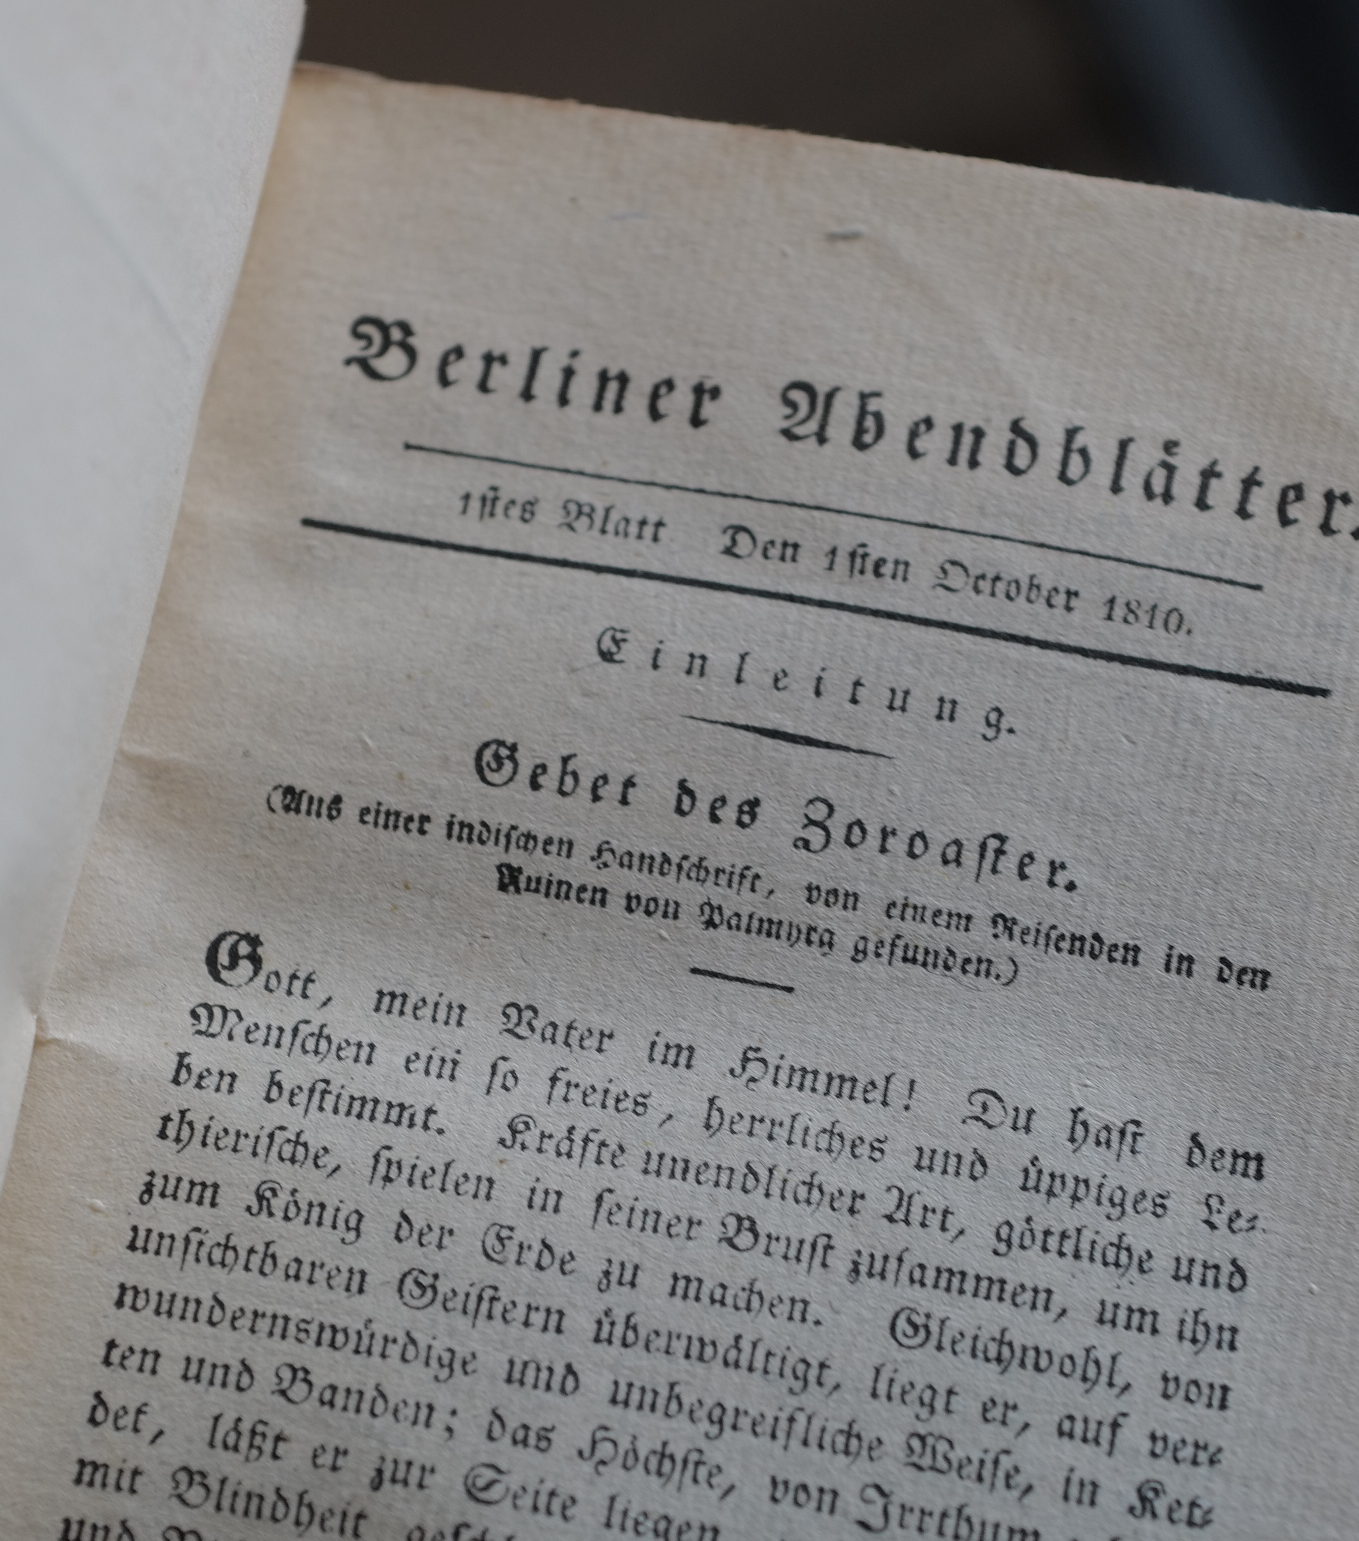 Berliner Abendblätter.
1stes Blatt Den 1sten October 1810.
Einleitung.
Gebet des Zoroaster.
(Aus einer indischen Handschrift, von einem Reisenden in den
Ruinen von Palmyra gefunden.)
Gott, mein Vater im Himmel! Du hast dem
Menschen ein so freies, herrliches und üppiges Le-
ben bestimmt. Kräfte unendlicher Art, göttliche und
thierische, spielen in seiner Brust zusammen, um ihn
zum König der Erde zu machen. Gleichwohl, von
unsichtbaren Geistern überwältigt, liegt er, auf ver-
wundernswürdige und unbegreifliche Weise, in Ket-
ten und Banden; das Höchste, von Irrthum
det, läßt er zur Seite liegen
mit Blindheit
und